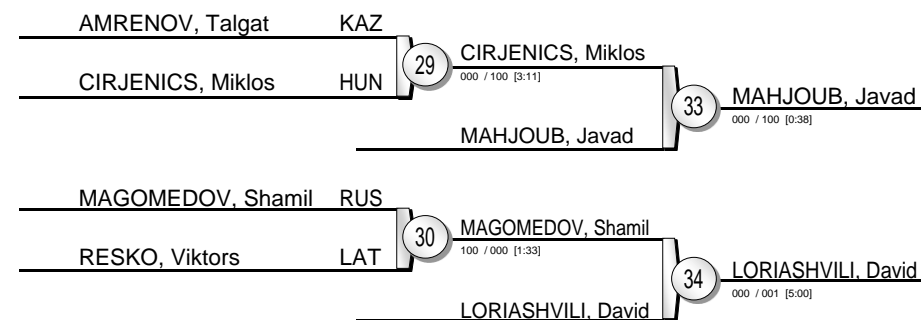 AMRENOV, Talgat KAZ
29
CIRJENICS, Miklos
000 / 100 [3:11]
CIRJENICS, Miklos HUN
33
MAHJOUB, Javad
000 / 100 [0:38]
MAHJOUB, Javad
MAGOMEDOV, Shamil RUS
30
MAGOMEDOV, Shamil
100 / 000 [1:33]
RESKO, Viktors LAT
34
LORIASHVILI, David
000 / 001 [5:00]
LORIASHVILI, David